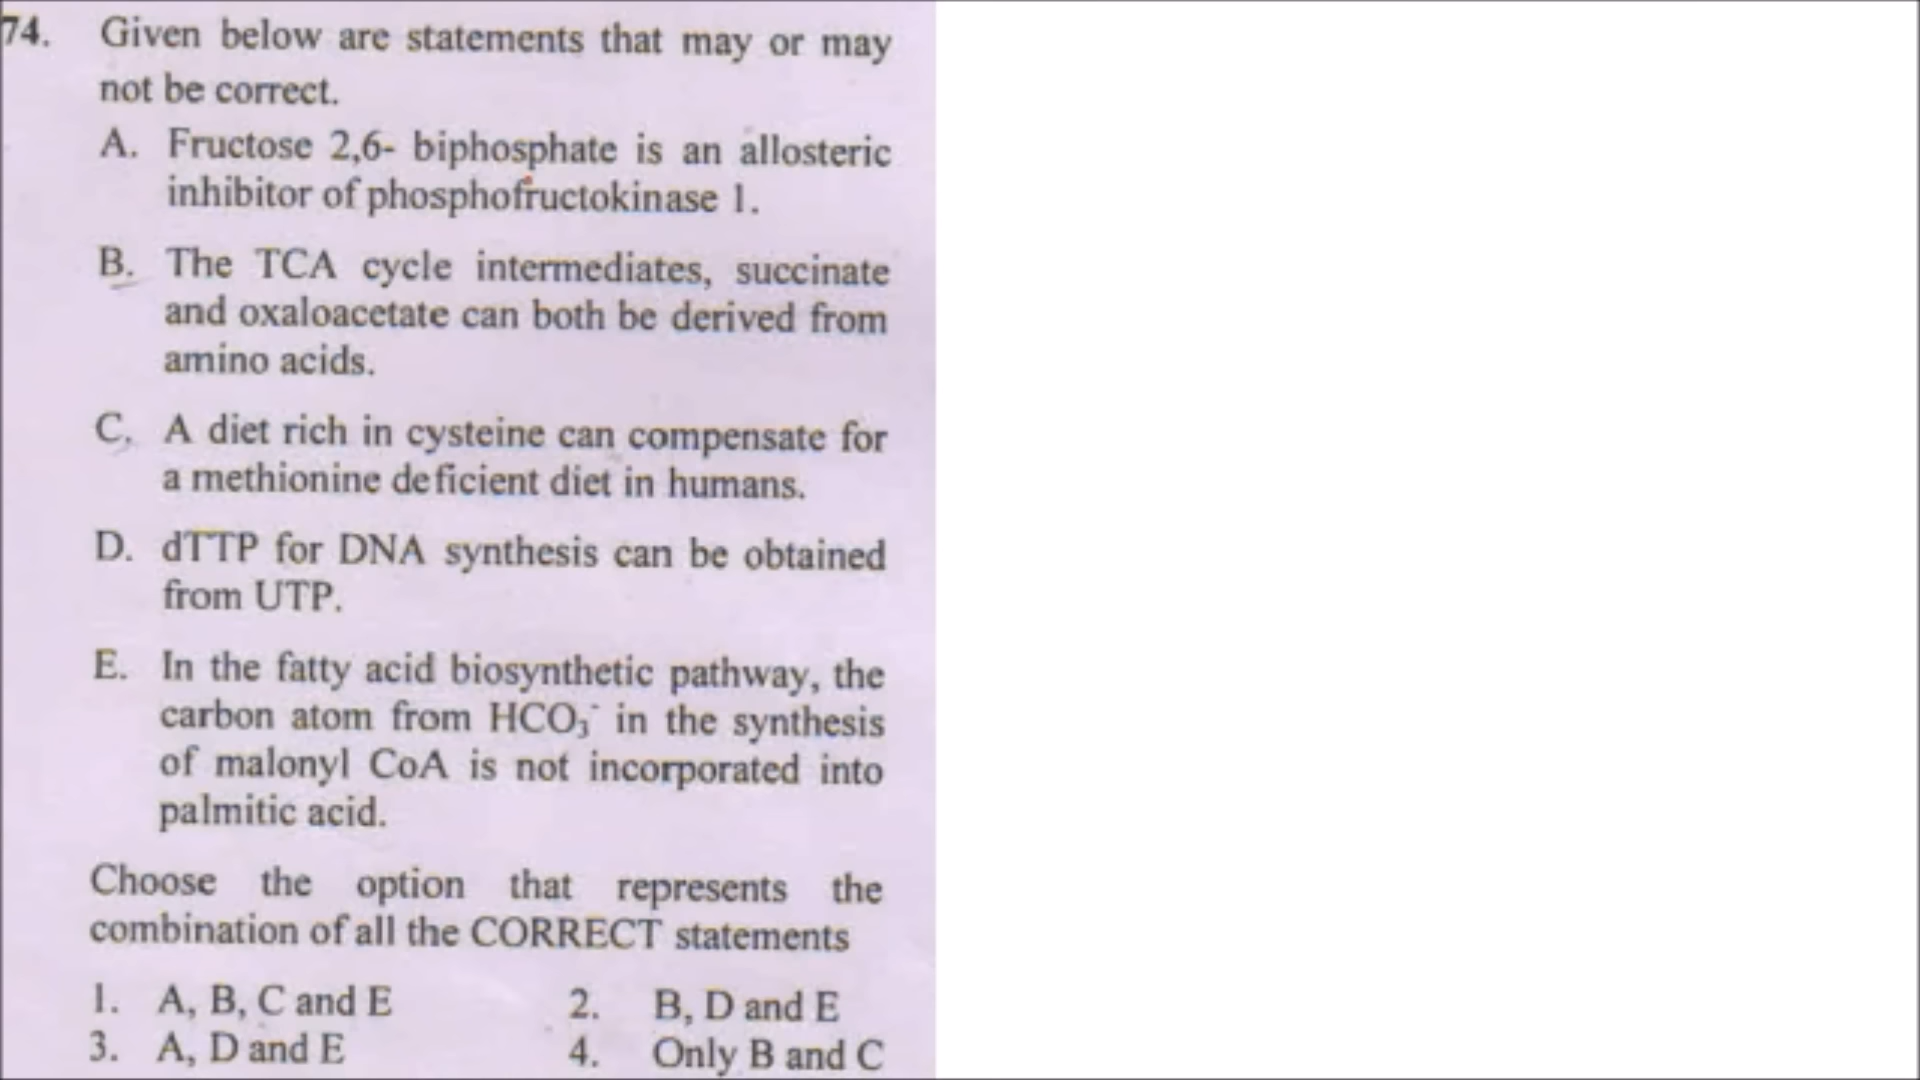 74. Given below are statements that may or may
not be correct.
A. Fructose 2,6- biphosphate is an allosteric
inhibitor of phosphofructokinase 1.
B. The TCA cycle intermediates, succinate
and oxaloacetate can both be derived from
amino acids.
C. A diet rich in cysteine can compensate for
a methionine deficient diet in humans.
D. dTTP for DNA synthesis can be obtained
from UTP.
E. In the fatty acid biosynthetic pathway, the
carbon atom from HCO₃⁻ in the synthesis
of malonyl CoA is not incorporated into
palmitic acid.
Choose the option that represents the
combination of all the CORRECT statements
1. A, B, C and E 2. B, D and E
3. A, D and E 4. Only B and C